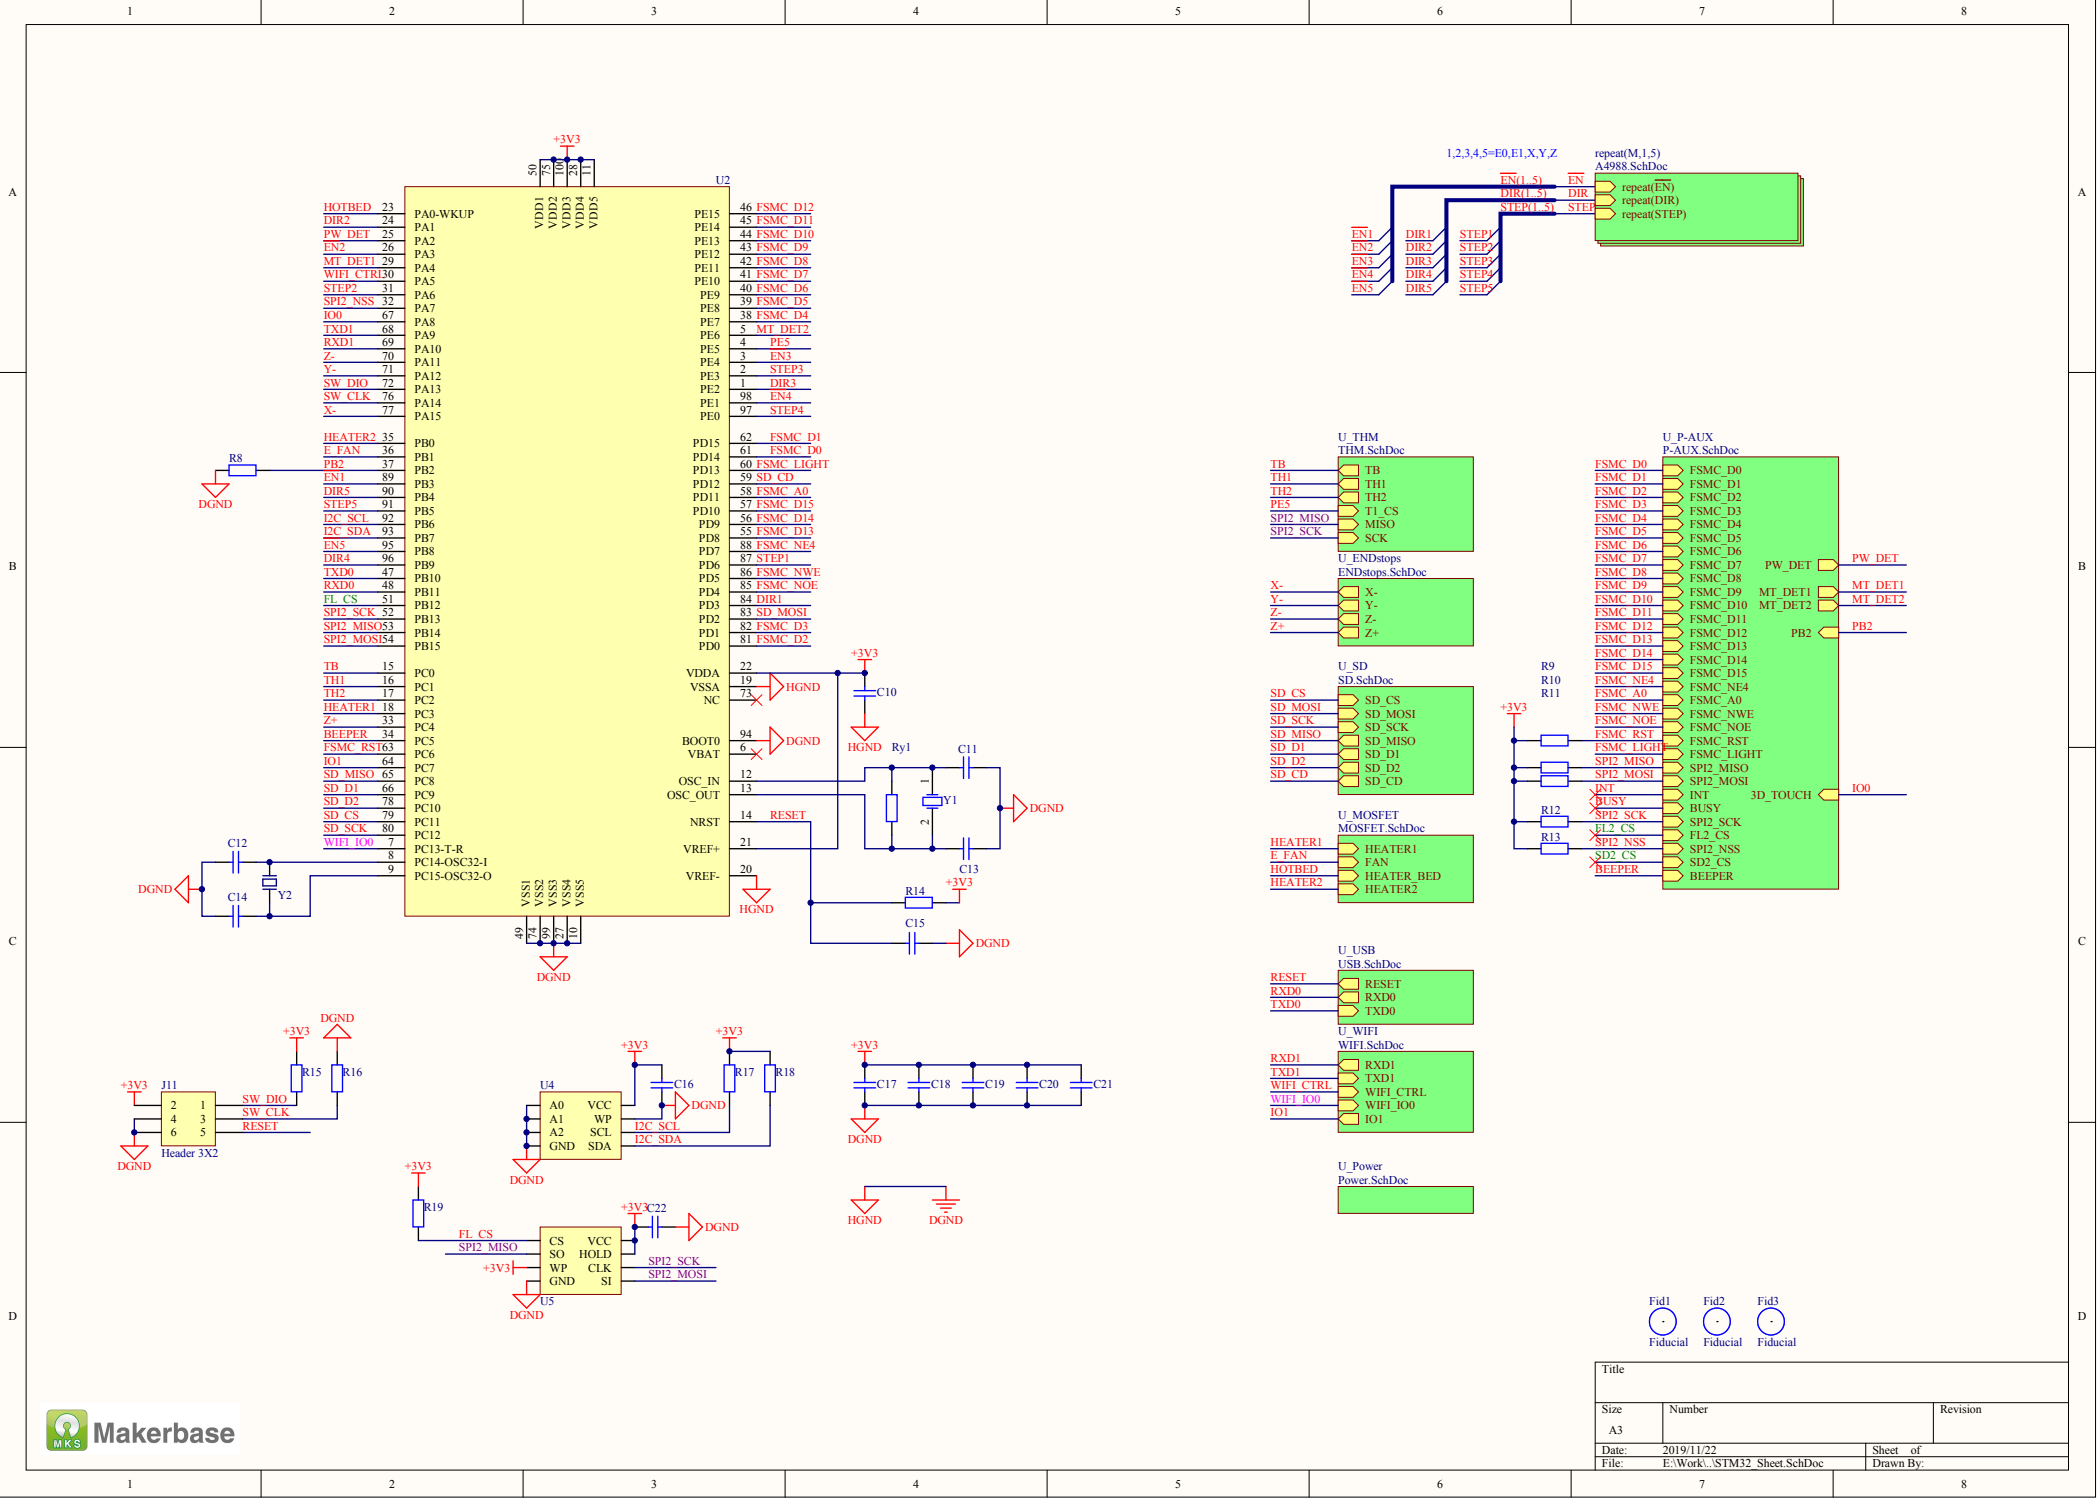 1 2 3 4 5 6 7 8
A A
B B
C C
D D
+3V3
50 75 100 28 11
U2
VDD1 VDD2 VDD3 VDD4 VDD5
HOTBED 23 PA0-WKUP
DIR2 24 PA1
PW_DET 25 PA2
EN2 26 PA3
MT_DET1 29 PA4
WIFI_CTRL30 PA5
STEP2 31 PA6
SPI2_NSS 32 PA7
IO0 67 PA8
TXD1 68 PA9
RXD1 69 PA10
Z- 70 PA11
Y- 71 PA12
SW_DIO 72 PA13
SW_CLK 76 PA14
X- 77 PA15
HEATER2 35 PB0
E_FAN 36 PB1
PB2 37 PB2
EN1 89 PB3
DIR5 90 PB4
STEP5 91 PB5
I2C_SCL 92 PB6
I2C_SDA 93 PB7
EN5 95 PB8
DIR4 96 PB9
TXD0 47 PB10
RXD0 48 PB11
FL_CS 51 PB12
SPI2_SCK 52 PB13
SPI2_MISO53 PB14
SPI2_MOSI54 PB15
TB 15 PC0
TH1 16 PC1
TH2 17 PC2
HEATER1 18 PC3
Z+ 33 PC4
BEEPER 34 PC5
FSMC_RST63 PC6
IO1 64 PC7
SD_MISO 65 PC8
SD_D1 66 PC9
SD_D2 78 PC10
SD_CS 79 PC11
SD_SCK 80 PC12
WIFI_IO0 7 PC13-T-R
8 PC14-OSC32-I
9 PC15-OSC32-O
PE15 46 FSMC_D12
PE14 45 FSMC_D11
PE13 44 FSMC_D10
PE12 43 FSMC_D9
PE11 42 FSMC_D8
PE10 41 FSMC_D7
PE9 40 FSMC_D6
PE8 39 FSMC_D5
PE7 38 FSMC_D4
PE6 5 MT_DET2
PE5 4 PE5
PE4 3 EN3
PE3 2 STEP3
PE2 1 DIR3
PE1 98 EN4
PE0 97 STEP4
PD15 62 FSMC_D1
PD14 61 FSMC_D0
PD13 60 FSMC_LIGHT
PD12 59 SD_CD
PD11 58 FSMC_A0
PD10 57 FSMC_D15
PD9 56 FSMC_D14
PD8 55 FSMC_D13
PD7 88 FSMC_NE4
PD6 87 STEP1
PD5 86 FSMC_NWE
PD4 85 FSMC_NOE
PD3 84 DIR1
PD2 83 SD_MOSI
PD1 82 FSMC_D3
PD0 81 FSMC_D2
VDDA 22
VSSA 19 HGND
NC 73
BOOT0 94 DGND
VBAT 6
OSC_IN 12
OSC_OUT 13
NRST 14 RESET
VREF+ 21
VREF- 20
HGND
VSS1 VSS2 VSS3 VSS4 VSS5
49 74 99 27 10
DGND
R8
DGND
C12
DGND
Y2
C14
+3V3
C10
HGND
Ry1
C11
1
Y1
2
DGND
C13
+3V3
R14
C15
DGND
1,2,3,4,5=E0,E1,X,Y,Z
repeat(M,1,5)
A4988.SchDoc
EN(1..5) EN repeat(EN)
DIR(1..5) DIR repeat(DIR)
STEP(1..5) STEP repeat(STEP)
EN1 DIR1 STEP1
EN2 DIR2 STEP2
EN3 DIR3 STEP3
EN4 DIR4 STEP4
EN5 DIR5 STEP5
U_THM
THM.SchDoc
TB TB
TH1 TH1
TH2 TH2
PE5 T1_CS
SPI2_MISO MISO
SPI2_SCK SCK
U_ENDstops
ENDstops.SchDoc
X- X-
Y- Y-
Z- Z-
Z+ Z+
U_SD
SD.SchDoc
SD_CS SD_CS
SD_MOSI SD_MOSI
SD_SCK SD_SCK
SD_MISO SD_MISO
SD_D1 SD_D1
SD_D2 SD_D2
SD_CD SD_CD
U_MOSFET
MOSFET.SchDoc
HEATER1 HEATER1
E_FAN FAN
HOTBED HEATER_BED
HEATER2 HEATER2
U_USB
USB.SchDoc
RESET RESET
RXD0 RXD0
TXD0 TXD0
U_WIFI
WIFI.SchDoc
RXD1 RXD1
TXD1 TXD1
WIFI_CTRL WIFI_CTRL
WIFI_IO0 WIFI_IO0
IO1 IO1
U_Power
Power.SchDoc
U_P-AUX
P-AUX.SchDoc
FSMC_D0 FSMC_D0
FSMC_D1 FSMC_D1
FSMC_D2 FSMC_D2
FSMC_D3 FSMC_D3
FSMC_D4 FSMC_D4
FSMC_D5 FSMC_D5
FSMC_D6 FSMC_D6
FSMC_D7 FSMC_D7 PW_DET PW_DET
FSMC_D8 FSMC_D8
FSMC_D9 FSMC_D9 MT_DET1 MT_DET1
FSMC_D10 FSMC_D10 MT_DET2 MT_DET2
FSMC_D11 FSMC_D11
FSMC_D12 FSMC_D12 PB2 PB2
FSMC_D13 FSMC_D13
FSMC_D14 FSMC_D14
FSMC_D15 FSMC_D15
FSMC_NE4 FSMC_NE4
FSMC_A0 FSMC_A0
FSMC_NWE FSMC_NWE
FSMC_NOE FSMC_NOE
FSMC_RST FSMC_RST
FSMC_LIGHT FSMC_LIGHT
SPI2_MISO SPI2_MISO
SPI2_MOSI SPI2_MOSI
INT INT 3D_TOUCH IO0
BUSY BUSY
SPI2_SCK SPI2_SCK
FL2_CS FL2_CS
SPI2_NSS SPI2_NSS
SD2_CS SD2_CS
BEEPER BEEPER
R9
R10
R11
+3V3
R12
R13
DGND
+3V3
R15 R16
+3V3 J11
2 1 SW_DIO
4 3 SW_CLK
6 5 RESET
DGND Header 3X2
+3V3 +3V3
R17 R18
U4 C16
A0 VCC DGND
A1 WP
A2 SCL I2C_SCL
GND SDA I2C_SDA
DGND
+3V3
C17 C18 C19 C20 C21
DGND
HGND DGND
+3V3
R19
+3V3 C22
DGND
FL_CS CS VCC
SPI2_MISO SO HOLD
+3V3 WP CLK SPI2_SCK
GND SI SPI2_MOSI
DGND U5
Fid1 Fid2 Fid3
Fiducial Fiducial Fiducial
Title
Size Number Revision
A3
Date: 2019/11/22 Sheet of
File: E:\Work\..\STM32_Sheet.SchDoc Drawn By:
MKS Makerbase
1 2 3 4 5 6 7 8